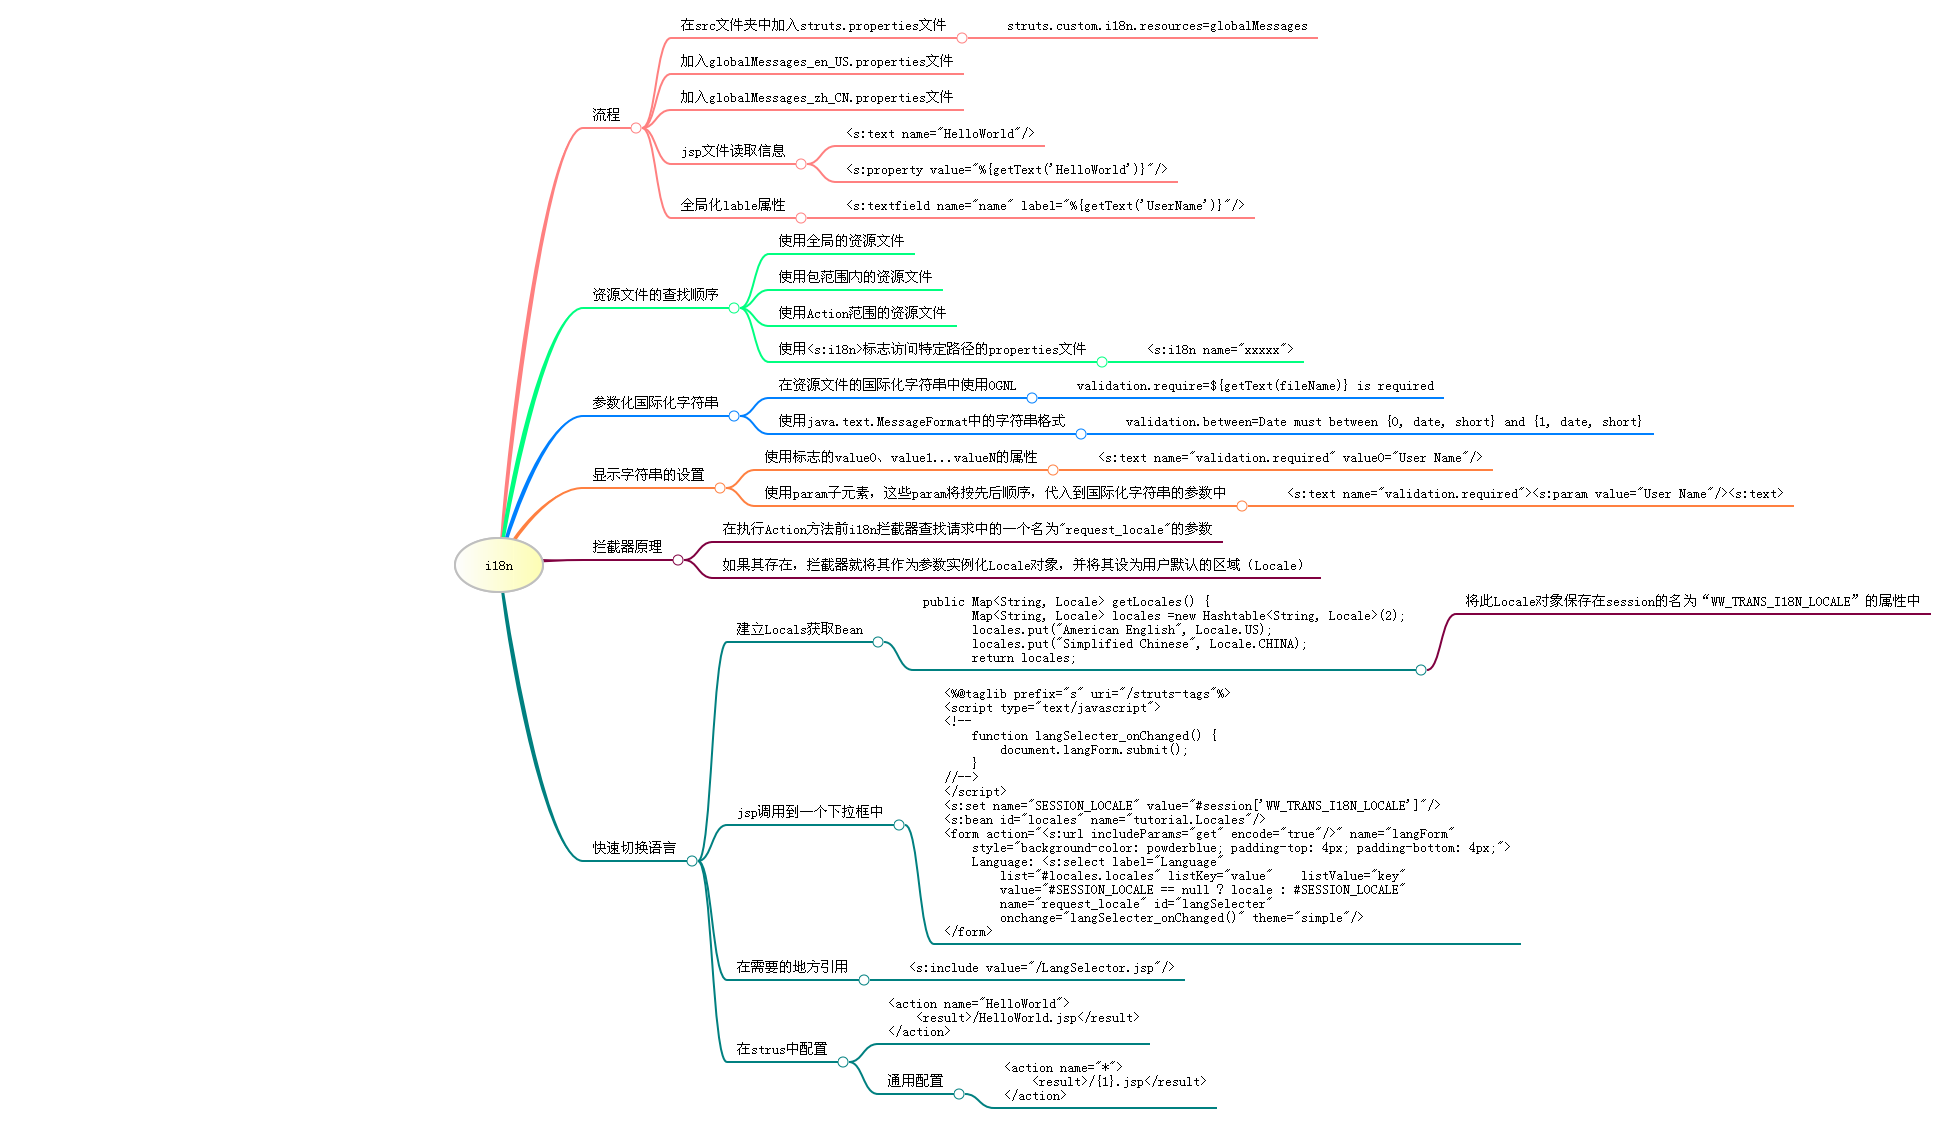 i18n
流程
在src文件夹中加入struts.properties文件
struts.custom.i18n.resources=globalMessages
加入globalMessages_en_US.properties文件
加入globalMessages_zh_CN.properties文件
jsp文件读取信息
<s:text name="HelloWorld"/>
<s:property value="%{getText('HelloWorld')}"/>
全局化lable属性
<s:textfield name="name" label="%{getText('UserName')}"/>
资源文件的查找顺序
使用全局的资源文件
使用包范围内的资源文件
使用Action范围的资源文件
使用<s:i18n>标志访问特定路径的properties文件
<s:i18n name="xxxxx">
参数化国际化字符串
在资源文件的国际化字符串中使用OGNL
validation.require=${getText(fileName)} is required
使用java.text.MessageFormat中的字符串格式
validation.between=Date must between {0, date, short} and {1, date, short}
显示字符串的设置
使用标志的value0、value1...valueN的属性
<s:text name="validation.required" value0="User Name"/>
使用param子元素，这些param将按先后顺序，代入到国际化字符串的参数中
<s:text name="validation.required"><s:param value="User Name"/><s:text>
拦截器原理
在执行Action方法前i18n拦截器查找请求中的一个名为"request_locale"的参数
如果其存在，拦截器就将其作为参数实例化Locale对象，并将其设为用户默认的区域（Locale）
快速切换语言
建立Locals获取Bean
public Map<String, Locale> getLocales() {
Map<String, Locale> locales =new Hashtable<String, Locale>(2);
locales.put("American English", Locale.US);
locales.put("Simplified Chinese", Locale.CHINA);
return locales;
将此Locale对象保存在session的名为“WW_TRANS_I18N_LOCALE”的属性中
jsp调用到一个下拉框中
<%@taglib prefix="s" uri="/struts-tags"%>
<script type="text/javascript">
<!--
function langSelecter_onChanged() {
document.langForm.submit();
}
//-->
</script>
<s:set name="SESSION_LOCALE" value="#session['WW_TRANS_I18N_LOCALE']"/>
<s:bean id="locales" name="tutorial.Locales"/>
<form action="<s:url includeParams="get" encode="true"/>" name="langForm"
style="background-color: powderblue; padding-top: 4px; padding-bottom: 4px;">
Language: <s:select label="Language"
list="#locales.locales" listKey="value"    listValue="key"
value="#SESSION_LOCALE == null ? locale : #SESSION_LOCALE"
name="request_locale" id="langSelecter"
onchange="langSelecter_onChanged()" theme="simple"/>
</form>
在需要的地方引用
<s:include value="/LangSelector.jsp"/>
在strus中配置
<action name="HelloWorld">
<result>/HelloWorld.jsp</result>
</action>
通用配置
<action name="*">
<result>/{1}.jsp</result>
</action>